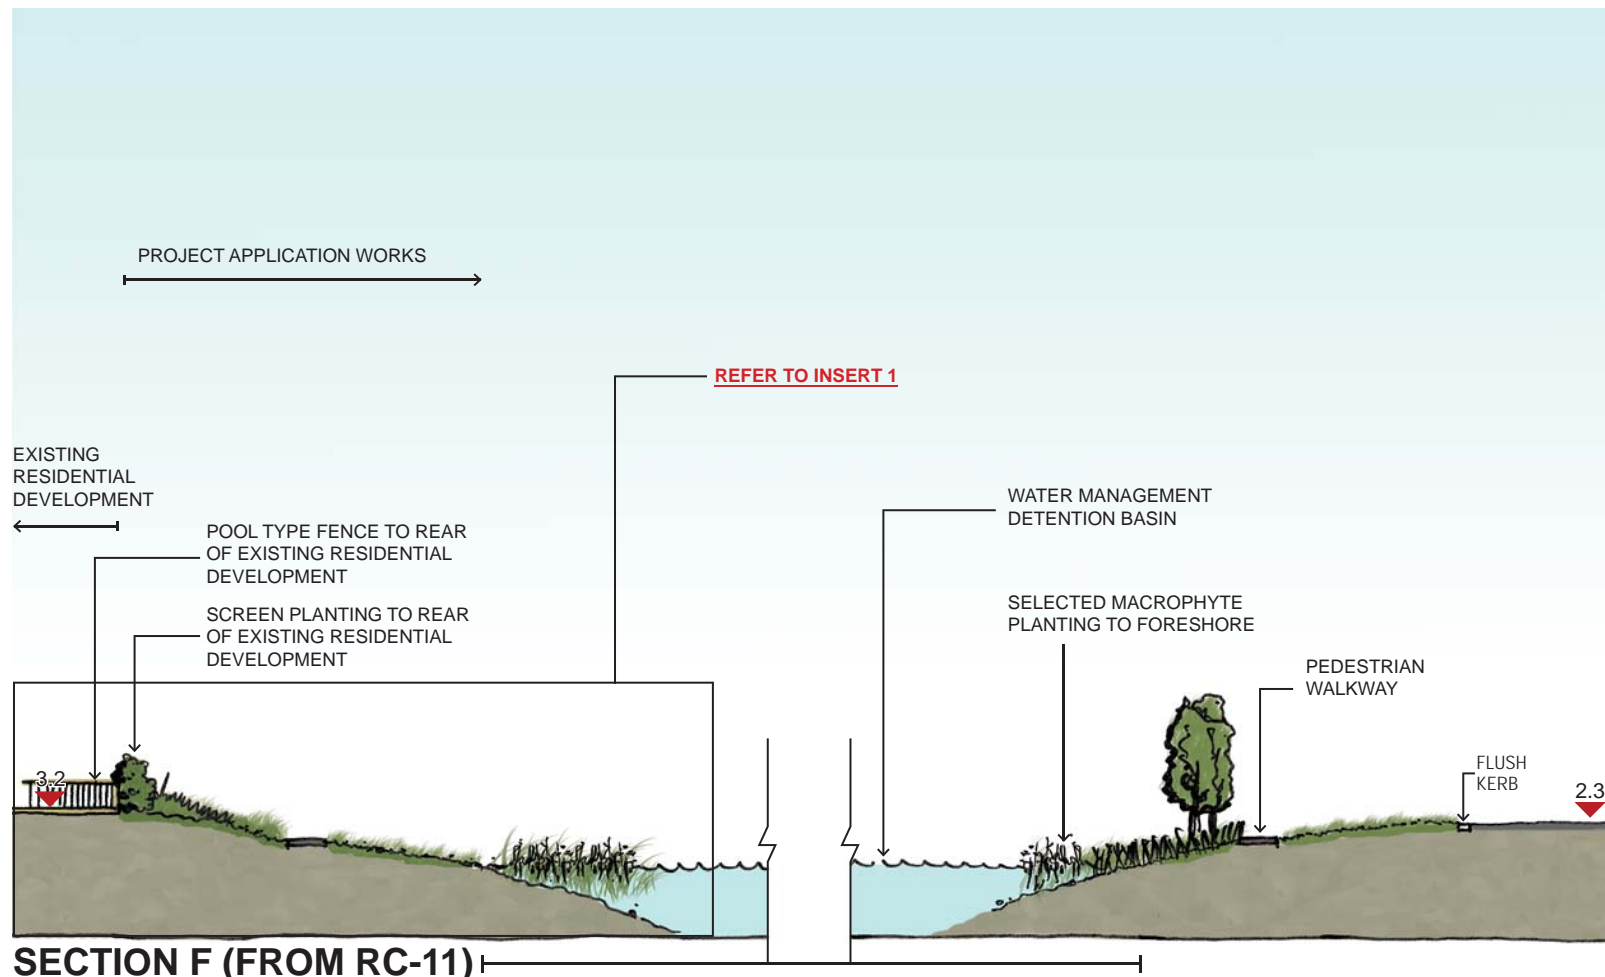 PROJECT APPLICATION WORKS
REFER TO INSERT 1
EXISTING
RESIDENTIAL
DEVELOPMENT
POOL TYPE FENCE TO REAR
OF EXISTING RESIDENTIAL
DEVELOPMENT
SCREEN PLANTING TO REAR
OF EXISTING RESIDENTIAL
DEVELOPMENT
WATER MANAGEMENT
DETENTION BASIN
SELECTED MACROPHYTE
PLANTING TO FORESHORE
PEDESTRIAN
WALKWAY
FLUSH
KERB
3.2
2.3
SECTION F (FROM RC-11)